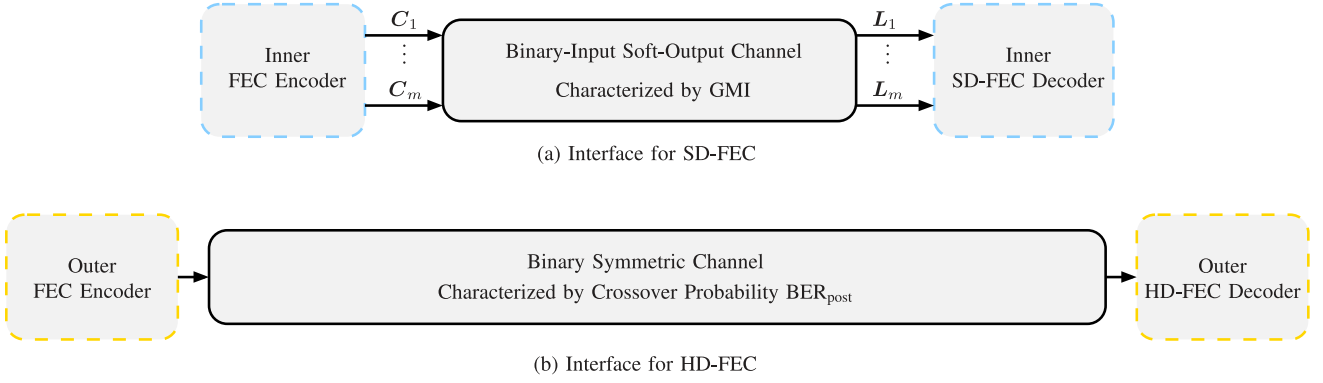 C₁
L₁
Inner
FEC Encoder
⋮
Binary-Input Soft-Output Channel
Characterized by GMI
⋮
Inner
SD-FEC Decoder
Cₘ
Lₘ
(a) Interface for SD-FEC
Outer
FEC Encoder
Binary Symmetric Channel
Characterized by Crossover Probability BERpost
Outer
HD-FEC Decoder
(b) Interface for HD-FEC